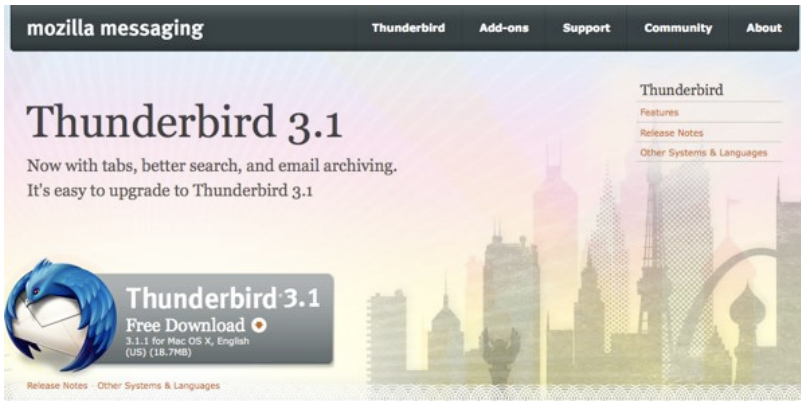 mozilla messaging
Thunderbird Add-ons Support Community About
Thunderbird
Features
Release Notes
Other Systems & Languages
Thunderbird 3.1
Now with tabs, better search, and email archiving.
It's easy to upgrade to Thunderbird 3.1
Thunderbird 3.1
Free Download
3.1.1 for Mac OS X, English
(US) (18.7MB)
Release Notes · Other Systems & Languages